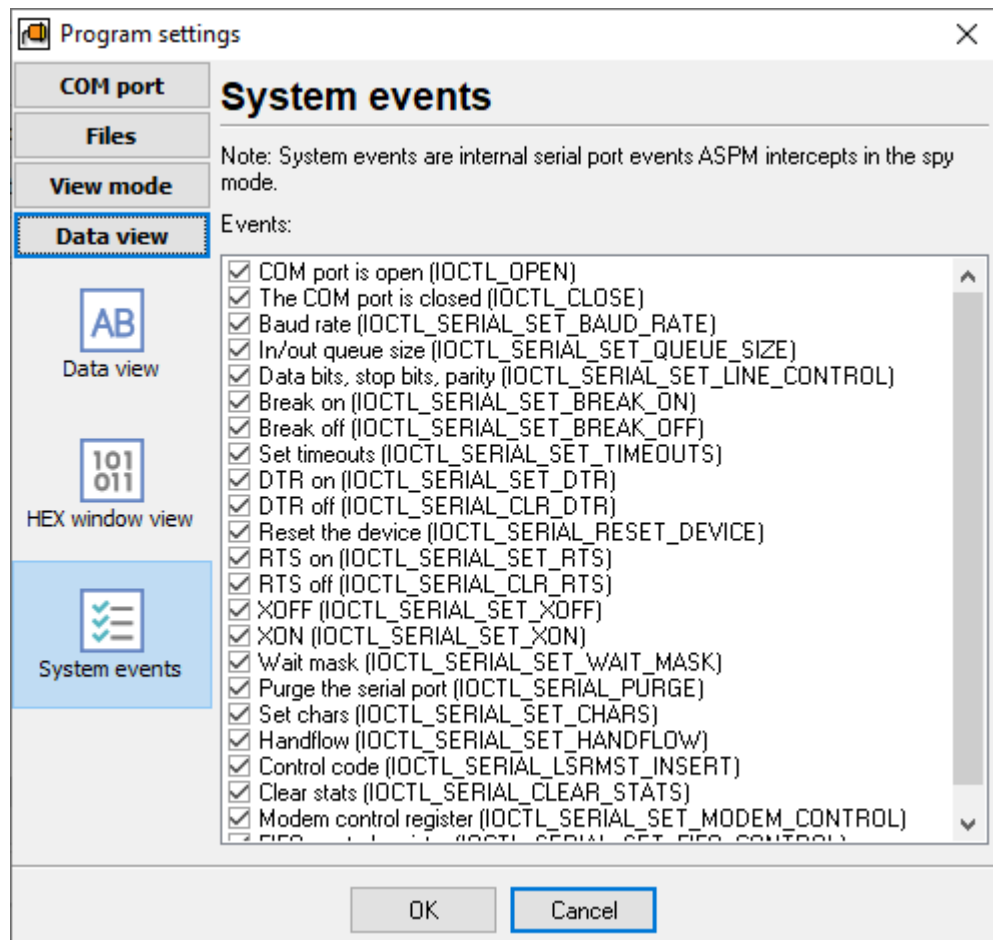 Program settings
COM port
Files
View mode
Data view
AB
Data view
101
011
HEX window view
System events
System events
Note: System events are internal serial port events ASPM intercepts in the spy
mode.
Events:
COM port is open (IOCTL_OPEN)
The COM port is closed (IOCTL_CLOSE)
Baud rate (IOCTL_SERIAL_SET_BAUD_RATE)
In/out queue size (IOCTL_SERIAL_SET_QUEUE_SIZE)
Data bits, stop bits, parity (IOCTL_SERIAL_SET_LINE_CONTROL)
Break on (IOCTL_SERIAL_SET_BREAK_ON)
Break off (IOCTL_SERIAL_SET_BREAK_OFF)
Set timeouts (IOCTL_SERIAL_SET_TIMEOUTS)
DTR on (IOCTL_SERIAL_SET_DTR)
DTR off (IOCTL_SERIAL_CLR_DTR)
Reset the device (IOCTL_SERIAL_RESET_DEVICE)
RTS on (IOCTL_SERIAL_SET_RTS)
RTS off (IOCTL_SERIAL_CLR_RTS)
XOFF (IOCTL_SERIAL_SET_XOFF)
XON (IOCTL_SERIAL_SET_XON)
Wait mask (IOCTL_SERIAL_SET_WAIT_MASK)
Purge the serial port (IOCTL_SERIAL_PURGE)
Set chars (IOCTL_SERIAL_SET_CHARS)
Handflow (IOCTL_SERIAL_SET_HANDFLOW)
Control code (IOCTL_SERIAL_LSRMST_INSERT)
Clear stats (IOCTL_SERIAL_CLEAR_STATS)
Modem control register (IOCTL_SERIAL_SET_MODEM_CONTROL)
OK
Cancel